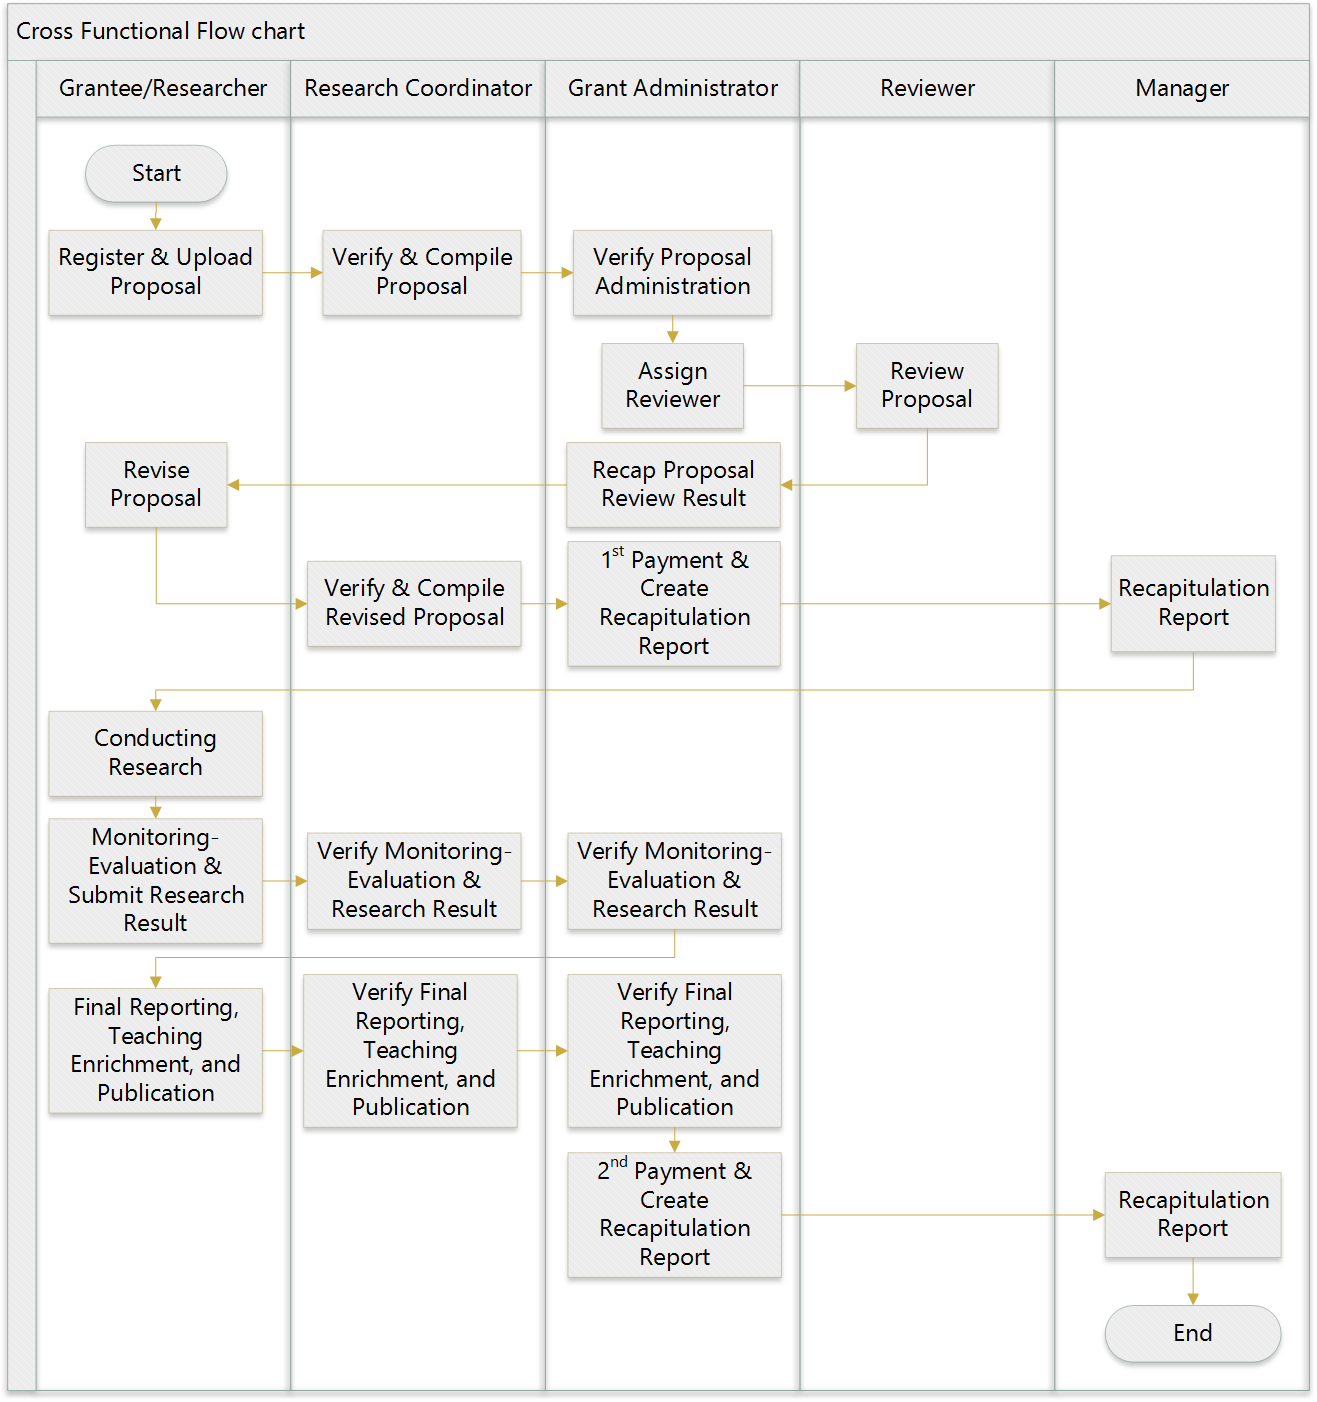 Cross Functional Flow chart
Grantee/Researcher
Research Coordinator
Grant Administrator
Reviewer
Manager
Start
Register & Upload
Proposal
Verify & Compile
Proposal
Verify Proposal
Administration
Assign
Reviewer
Review
Proposal
Revise
Proposal
Recap Proposal
Review Result
Verify & Compile
Revised Proposal
1st Payment &
Create
Recapitulation
Report
Recapitulation
Report
Conducting
Research
Monitoring-
Evaluation &
Submit Research
Result
Verify Monitoring-
Evaluation &
Research Result
Verify Monitoring-
Evaluation &
Research Result
Final Reporting,
Teaching
Enrichment, and
Publication
Verify Final
Reporting,
Teaching
Enrichment, and
Publication
Verify Final
Reporting,
Teaching
Enrichment, and
Publication
2nd Payment &
Create
Recapitulation
Report
Recapitulation
Report
End